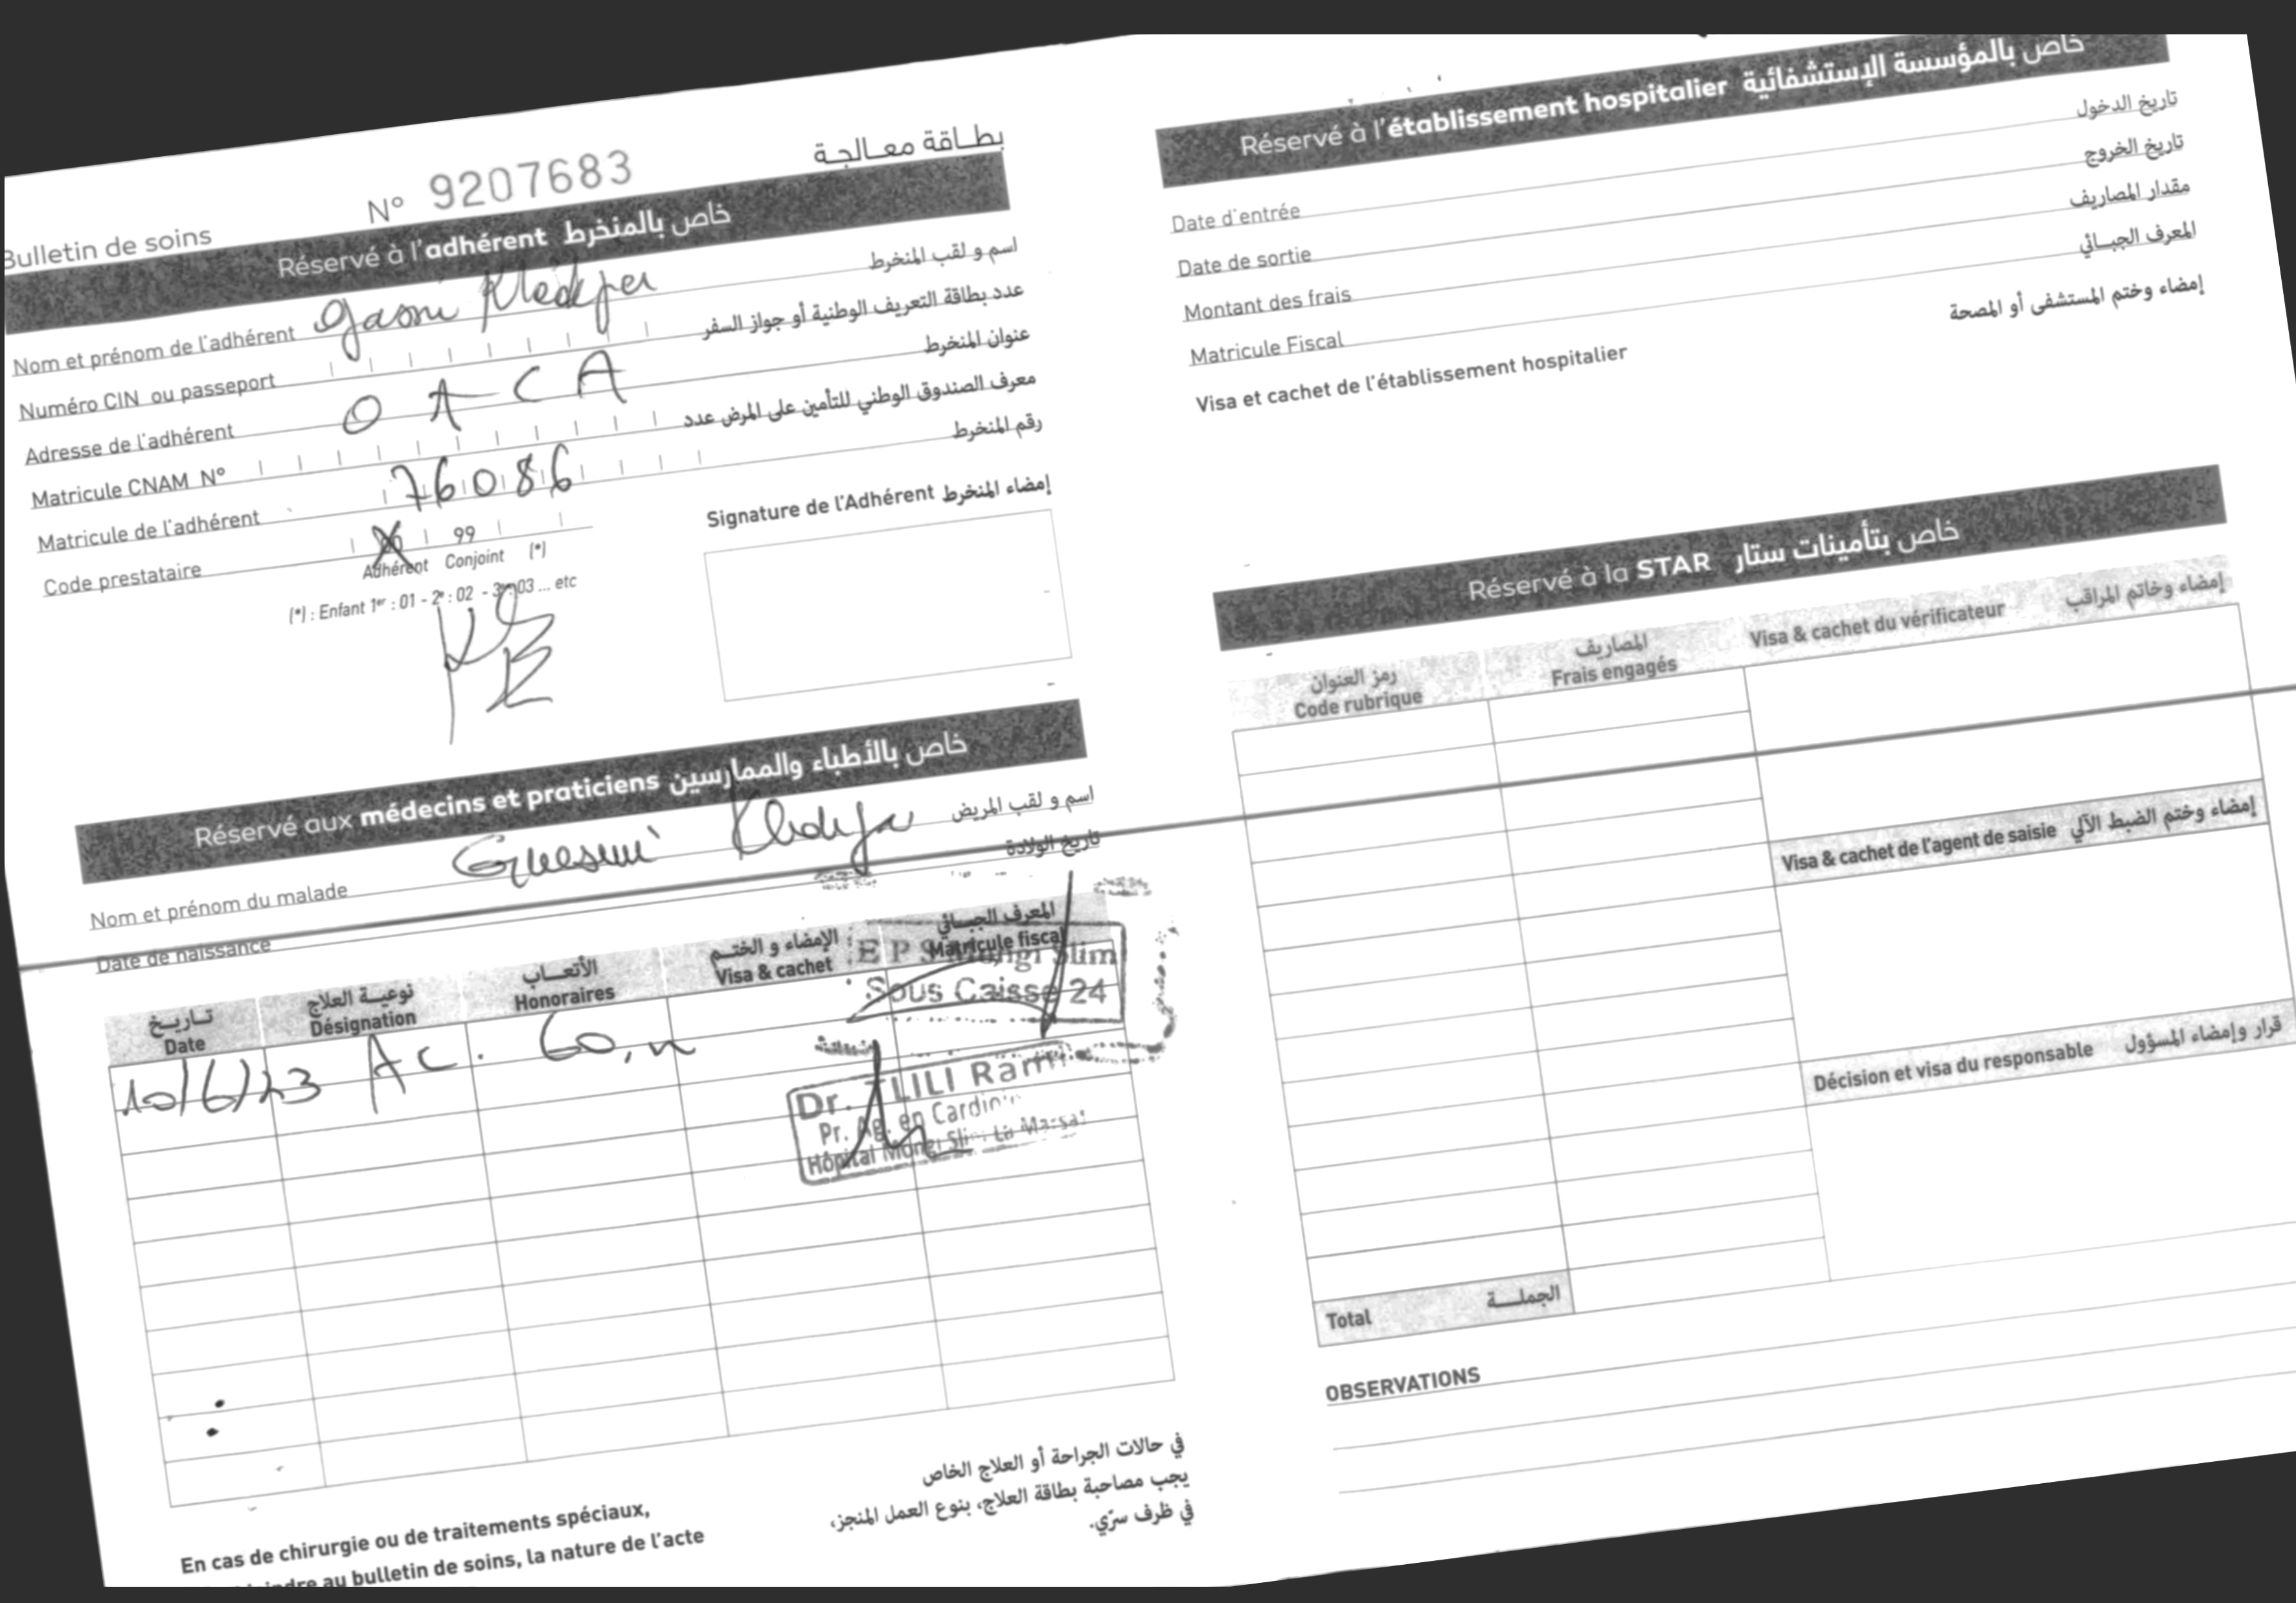 Bulletin de soins
N° 9207683
بطاقة معالجة
Réservé à l'adhérent خاص بالمنخرط
Nom et prénom de l'adhérent اسم و لقب المنخرط
Numéro CIN ou passeport عدد بطاقة التعريف الوطنية أو جواز السفر
Adresse de l'adhérent OACA عنوان المنخرط
Matricule CNAM N° معرف الصندوق الوطني للتأمين على المرض عدد
Matricule de l'adhérent 76086 رقم المنخرط
Code prestataire 00 99
Adhérent Conjoint (*)
(*) : Enfant 1er : 01 - 2e : 02 - 3e : 03 ... etc
Signature de l'Adhérent إمضاء المنخرط
Réservé aux médecins et praticiens خاص بالأطباء والممارسين
Nom et prénom du malade اسم و لقب المريض
Date de naissance تاريخ الولادة
تاريخ نوعية العلاج الأتعاب الإمضاء و الختم المعرف الجبائي
Date Désignation Honoraires Visa & cachet Matricule fiscal
10/6/23 AC.
EPS Mongi Slim
Sous Caisse 24
Dr. TLILI Rami
Pr. Ag. en
Hôpital Mongi Slim La Marsa
En cas de chirurgie ou de traitements spéciaux,
au bulletin de soins, la nature de l'acte
في حالات الجراحة أو العلاج الخاص
يجب مصاحبة بطاقة العلاج، بنوع العمل المنجز،
في ظرف سرّي.
Réservé à l'établissement hospitalier خاص بالمؤسسة الإستشفائية
Date d'entrée تاريخ الدخول
Date de sortie تاريخ الخروج
Montant des frais مقدار المصاريف
Matricule Fiscal المعرف الجبائي
Visa et cachet de l'établissement hospitalier إمضاء وختم المستشفى أو المصحة
Réservé à la STAR خاص بتأمينات ستار
رمز العنوان المصاريف
Code rubrique Frais engagés
Visa & cachet du vérificateur إمضاء وخاتم المراقب
Visa & cachet de l'agent de saisie إمضاء وختم الضبط الآلي
Décision et visa du responsable قرار وإمضاء المسؤول
Total الجملة
OBSERVATIONS